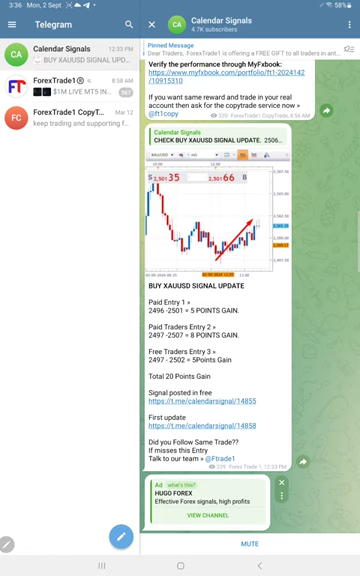 3:36 Mon, 2 Sept
58%
Telegram
CA
Calendar Signals
12:33 PM
BUY XAUUSD SIGNAL UPD...
FT
ForexTrade1
8:58 AM
$1M LIVE MT5 IN...
FC
ForexTrade1 CopyT...
Mar 12
keep trading and supporting f...
CA
Calendar Signals
4.7K subscribers
Pinned Message
Dear Traders, ForexTrade1 is offering a FREE GIFT to all traders in ant...
Verify the performance through MyFxbook:
https://www.myfxbook.com/portfolio/ft1-2024142
/10915310
If you want same reward and trade in your real
account then ask for the copytrade service now »
@ft1copy
320 ForexTrade1 CopyTrade, 8:56 AM
Calendar Signals
CHECK BUY XAUUSD SIGNAL UPDATE. 2506...
S 2,501 35
2,501 66 B
BUY XAUUSD SIGNAL UPDATE
Paid Entry 1 »
2496 -2501 = 5 POINTS GAIN.
Paid Traders Entry 2 »
2497 -2507 = 8 POINTS GAIN.
Free Traders Entry 3 »
2497 - 2502 = 5Points Gain
Total 20 Points Gain
Signal posted in free
https://t.me/calendarsignal/14855
First update
https://t.me/calendarsignal/14858
Did you Follow Same Trade??
If misses this Entry
Talk to our team » @Ftrade1
339 Forex Trade 1, 12:33 PM
Ad what's this?
HUGO FOREX
Effective Forex signals, high profits
VIEW CHANNEL
MUTE